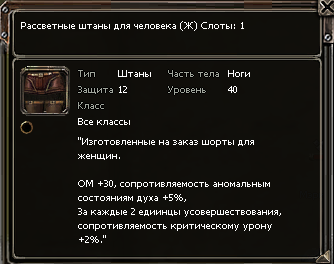 Рассветные штаны для человека (Ж) Слоты: 1
Тип Штаны Часть тела Ноги
Защита 12 Уровень 40
Класс
Все классы
"Изготовленные на заказ шорты для
женщин.
ОМ +30, сопротивляемость аномальным
состояниям духа +5%,
За каждые 2 единицы усовершенствования,
сопротивляемость критическому урону
+2%."